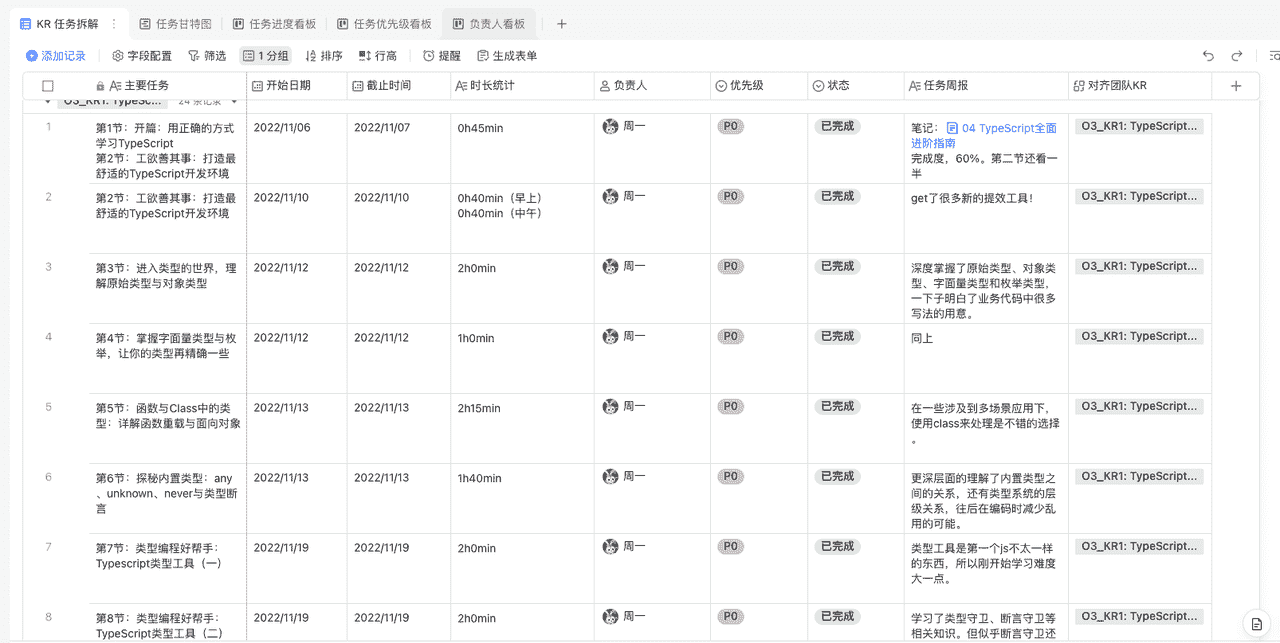 KR 任务拆解
任务甘特图
任务进度看板
任务优先级看板
负责人看板
添加记录
字段配置
筛选
1 分组
排序
行高
提醒
生成表单
主要任务
开始日期
截止时间
时长统计
负责人
优先级
状态
任务周报
对齐团队KR
O3_KR1: TypeSc...
24 条记录
1
第1节：开篇：用正确的方式
学习TypeScript
第2节：工欲善其事：打造最
舒适的TypeScript开发环境
2022/11/06
2022/11/07
0h45min
周一
P0
已完成
笔记： 04 TypeScript全面
进阶指南
完成度，60%。第二节还看一
半
O3_KR1: TypeScript...
2
第2节：工欲善其事：打造最
舒适的TypeScript开发环境
2022/11/10
2022/11/10
0h40min（早上）
0h40min（中午）
周一
P0
已完成
get了很多新的提效工具！
O3_KR1: TypeScript...
3
第3节：进入类型的世界，理
解原始类型与对象类型
2022/11/12
2022/11/12
2h0min
周一
P0
已完成
深度掌握了原始类型、对象类
型、字面量类型和枚举类型，
一下子明白了业务代码中很多
写法的用意。
O3_KR1: TypeScript...
4
第4节：掌握字面量类型与枚
举，让你的类型再精确一些
2022/11/12
2022/11/12
1h0min
周一
P0
已完成
同上
O3_KR1: TypeScript...
5
第5节：函数与Class中的类
型：详解函数重载与面向对象
2022/11/13
2022/11/13
2h15min
周一
P0
已完成
在一些涉及到多场景应用下，
使用class来处理是不错的选择
。
O3_KR1: TypeScript...
6
第6节：探秘内置类型：any
、unknown、never与类型断
言
2022/11/13
2022/11/13
1h40min
周一
P0
已完成
更深层面的理解了内置类型之
间的关系，还有类型系统的层
级关系，往后在编码时减少乱
用的可能。
O3_KR1: TypeScript...
7
第7节：类型编程好帮手：
Typescript类型工具（一）
2022/11/19
2022/11/19
2h0min
周一
P0
已完成
类型工具是第一个js不太一样
的东西，所以刚开始学习难度
大一点。
O3_KR1: TypeScript...
8
第8节：类型编程好帮手：
TypeScript类型工具（二）
2022/11/19
2022/11/19
2h0min
周一
P0
已完成
学习了类型守卫、断言守卫等
相关知识。但似乎断言守卫还
O3_KR1: TypeScript...